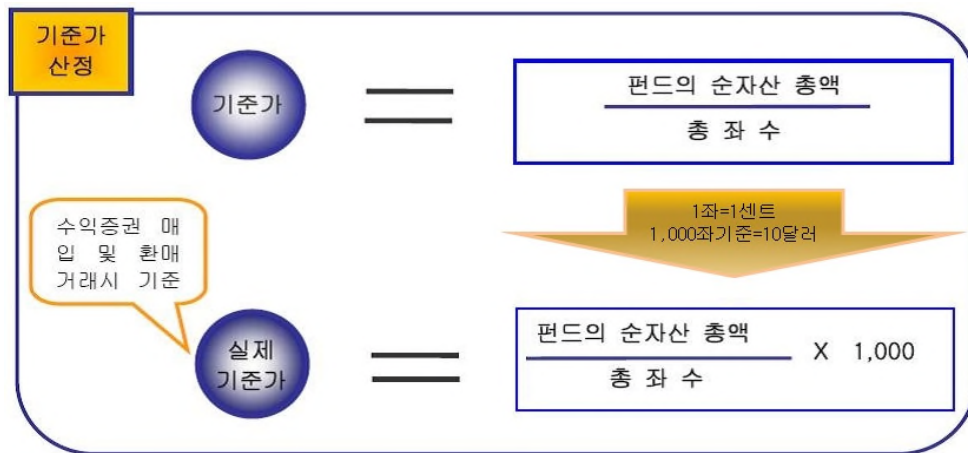 기준가
산정
기준가
펀드의 순자산 총액
총 좌 수
1좌=1센트
1,000좌기준=10달러
수익증권 매
입 및 환매
거래시 기준
실제
기준가
펀드의 순자산 총액
총 좌 수
X 1,000